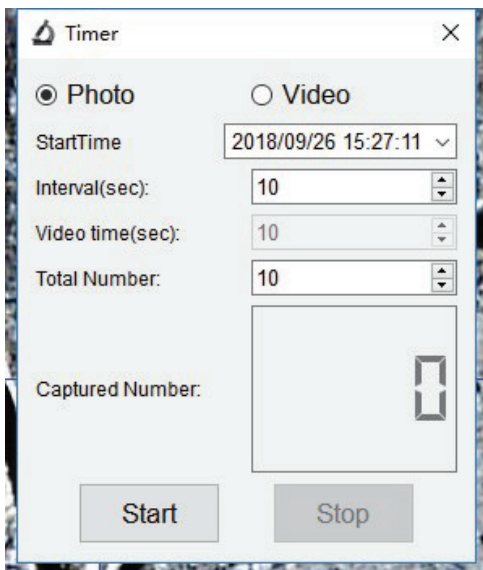 Timer
Photo Video
StartTime 2018/09/26 15:27:11
Interval(sec): 10
Video time(sec): 10
Total Number: 10
Captured Number: 0
Start Stop